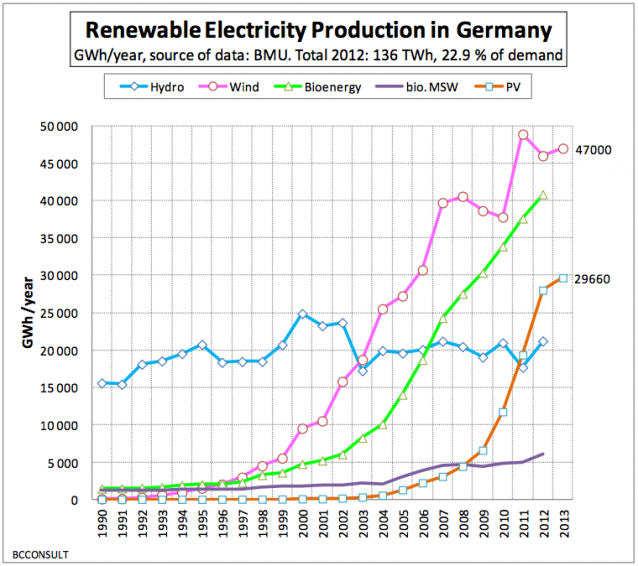 Renewable Electricity Production in Germany
GWh/year, source of data: BMU. Total 2012: 136 TWh, 22.9 % of demand
Hydro Wind Bioenergy bio. MSW PV
50 000
45 000
40 000
35 000
30 000
25 000
20 000
15 000
10 000
5 000
0
GWh /year
47000
29660
1990 1991 1992 1993 1994 1995 1996 1997 1998 1999 2000 2001 2002 2003 2004 2005 2006 2007 2008 2009 2010 2011 2012 2013
BCCONSULT